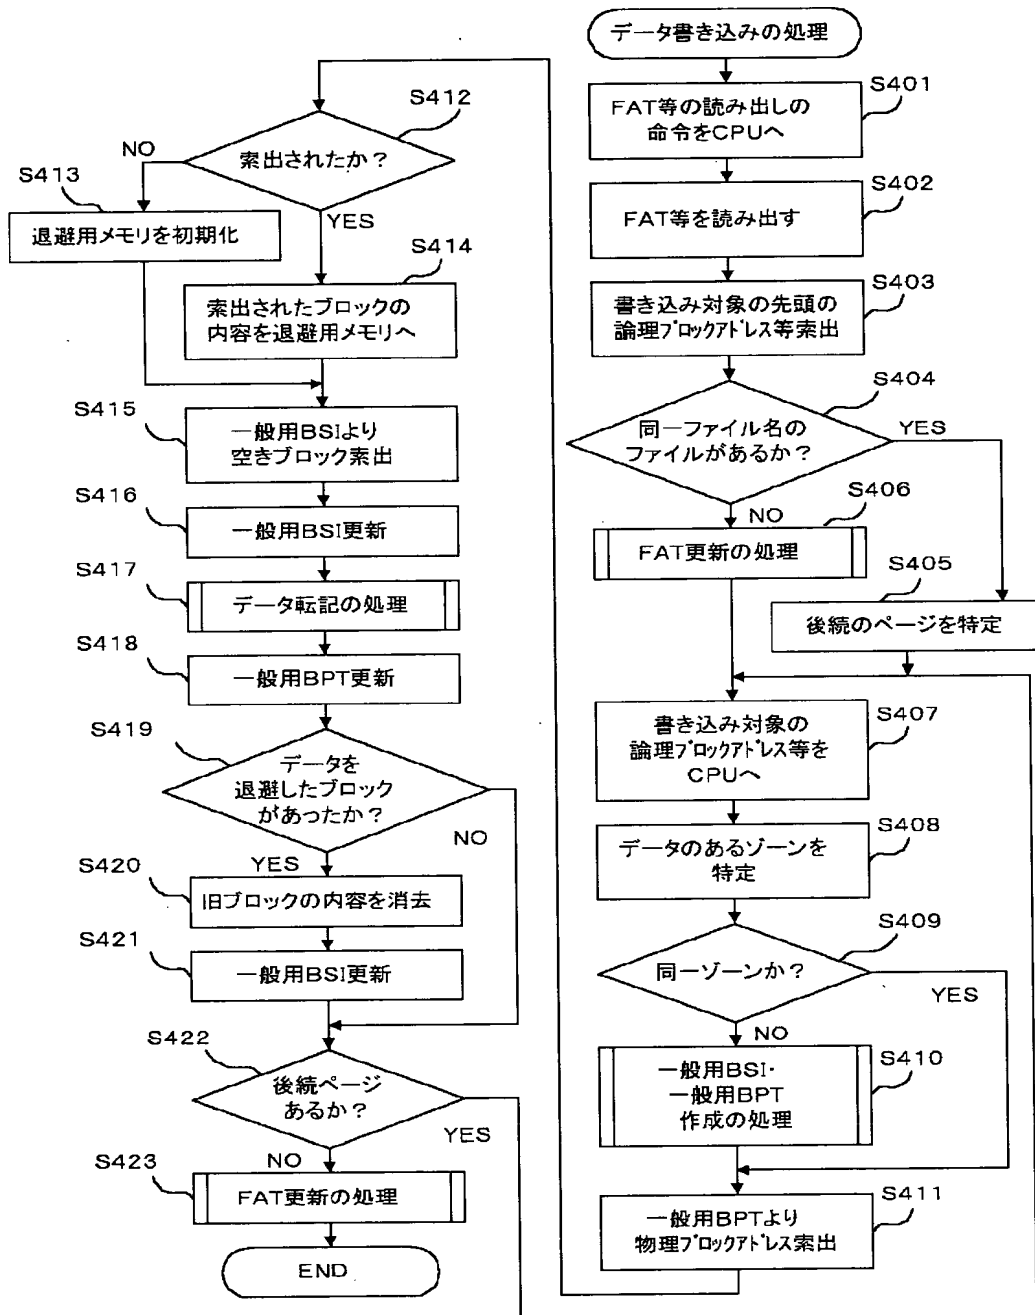 データ書き込みの処理
S401
FAT等の読み出しの
命令をCPUへ
S402
FAT等を読み出す
S403
書き込み対象の先頭の
論理ブロックアドレス等索出
S404
同一ファイル名の
ファイルがあるか？
YES
NO
S406
FAT更新の処理
S405
後続のページを特定
S407
書き込み対象の
論理ブロックアドレス等を
CPUへ
S408
データのあるゾーンを
特定
S409
同一ゾーンか？
YES
NO
S410
一般用BSI・
一般用BPT
作成の処理
S411
一般用BPTより
物理ブロックアドレス索出
S412
索出されたか？
NO
YES
S413
退避用メモリを初期化
S414
索出されたブロックの
内容を退避用メモリへ
S415
一般用BSIより
空きブロック索出
S416
一般用BSI更新
S417
データ転記の処理
S418
一般用BPT更新
S419
データを
退避したブロック
があったか？
NO
YES
S420
旧ブロックの内容を消去
S421
一般用BSI更新
S422
後続ページ
あるか？
YES
NO
S423
FAT更新の処理
END